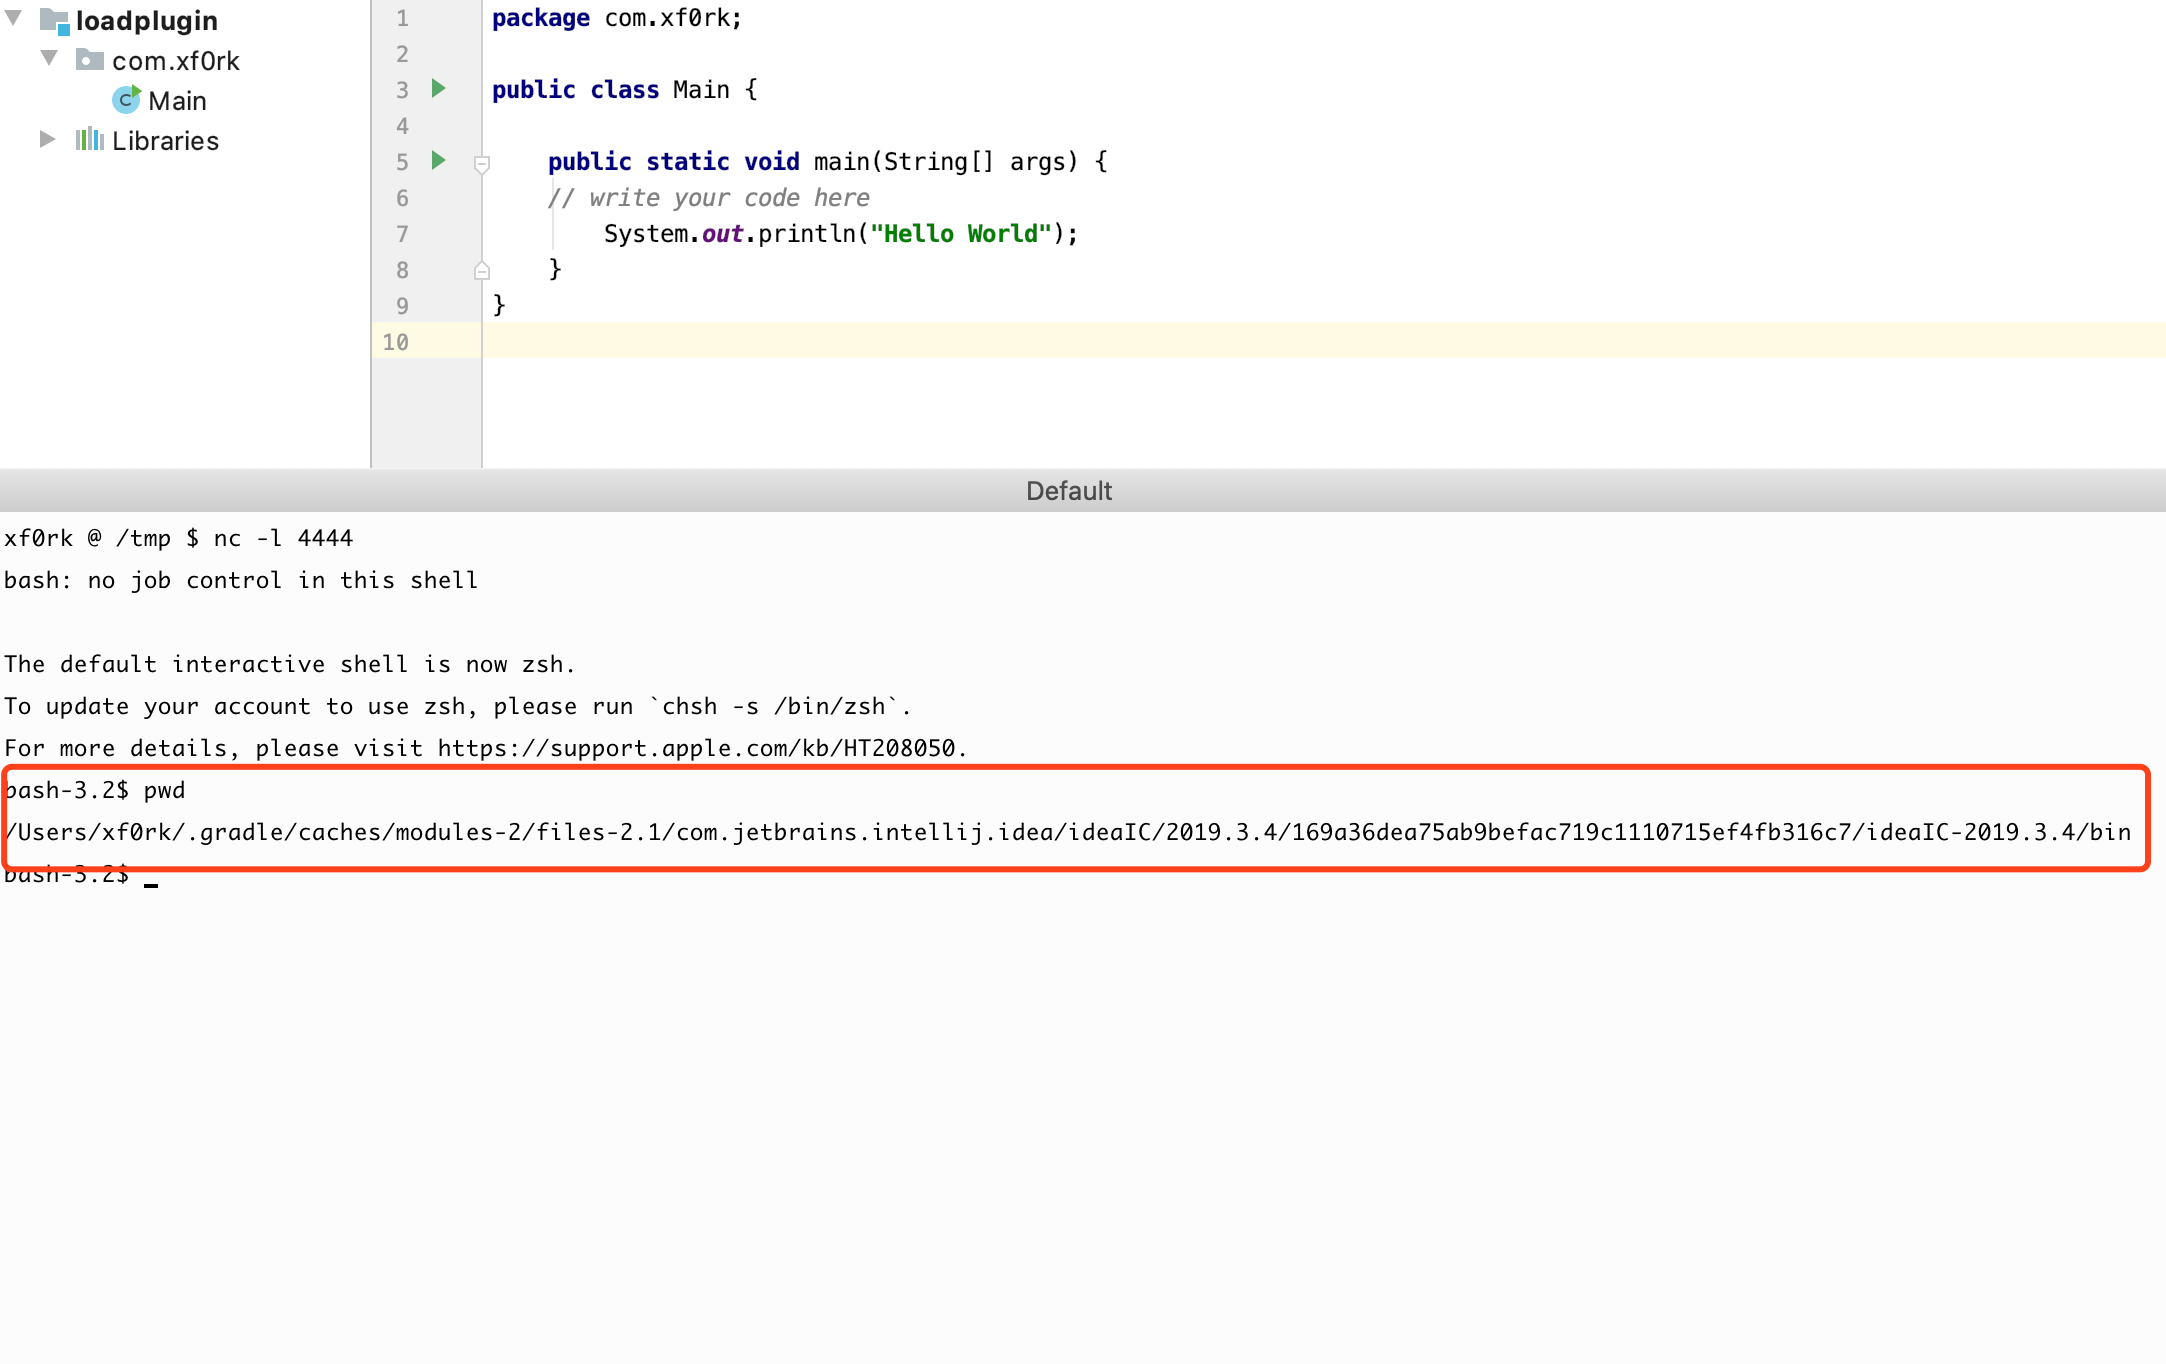 loadplugin
com.xf0rk
Main
Libraries
1 package com.xf0rk;
2
3 public class Main {
4
5 public static void main(String[] args) {
6 // write your code here
7 System.out.println("Hello World");
8 }
9 }
10
Default
xf0rk @ /tmp $ nc -l 4444
bash: no job control in this shell
The default interactive shell is now zsh.
To update your account to use zsh, please run `chsh -s /bin/zsh`.
For more details, please visit https://support.apple.com/kb/HT208050.
bash-3.2$ pwd
/Users/xf0rk/.gradle/caches/modules-2/files-2.1/com.jetbrains.intellij.idea/ideaIC/2019.3.4/169a36dea75ab9befac719c1110715ef4fb316c7/ideaIC-2019.3.4/bin
bash-3.2$